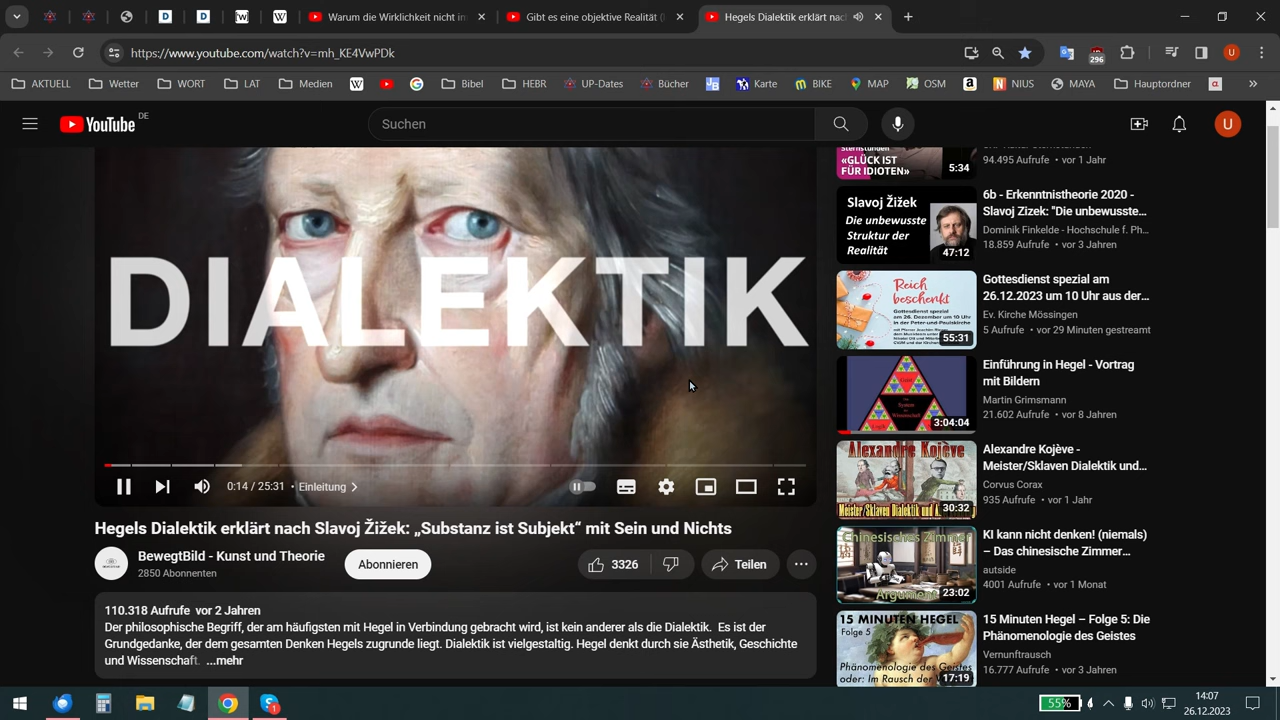 Warum die Wirklichkeit nicht in
Gibt es eine objektive Realität (
Hegels Dialektik erklärt nach
https://www.youtube.com/watch?v=mh_KE4VwPDk
296
U
AKTUELL
Wetter
WORT
LAT
Medien
Bibel
HEBR
UP-Dates
Bücher
Karte
BIKE
MAP
OSM
NIUS
MAYA
Hauptordner
YouTube DE
Suchen
U
DIALEKTIK
0:14 / 25:31 • Einleitung
Hegels Dialektik erklärt nach Slavoj Žižek: „Substanz ist Subjekt“ mit Sein und Nichts
BewegtBild - Kunst und Theorie
2850 Abonnenten
Abonnieren
3326
Teilen
110.318 Aufrufe vor 2 Jahren
Der philosophische Begriff, der am häufigsten mit Hegel in Verbindung gebracht wird, ist kein anderer als die Dialektik. Es ist der
Grundgedanke, der dem gesamten Denken Hegels zugrunde liegt. Dialektik ist vielgestaltig. Hegel denkt durch sie Ästhetik, Geschichte
und Wissenschaft. ...mehr
«GLÜCK IST
FÜR IDIOTEN»
5:34
94.495 Aufrufe • vor 1 Jahr
Slavoj Žižek
Die unbewusste
Struktur der
Realität
47:12
6b - Erkenntnistheorie 2020 -
Slavoj Zizek: "Die unbewusste...
Dominik Finkelde - Hochschule f. Ph...
18.859 Aufrufe • vor 3 Jahren
Reich
beschenkt
55:31
Gottesdienst spezial am
26.12.2023 um 10 Uhr aus der...
Ev. Kirche Mössingen
5 Aufrufe • vor 29 Minuten gestreamt
3:04:04
Einführung in Hegel - Vortrag
mit Bildern
Martin Grimsmann
21.602 Aufrufe • vor 8 Jahren
Alexandre Kojève
30:32
Alexandre Kojève -
Meister/Sklaven Dialektik und...
Corvus Corax
935 Aufrufe • vor 1 Jahr
Chinesisches Zimmer
Argument
23:02
KI kann nicht denken! (niemals)
– Das chinesische Zimmer...
autside
4001 Aufrufe • vor 1 Monat
15 MINUTEN HEGEL
Folge 5
Phänomenologie des Geistes
oder: Im Rausch der
17:19
15 Minuten Hegel – Folge 5: Die
Phänomenologie des Geistes
Vernunftrausch
16.777 Aufrufe • vor 3 Jahren
55%
14:07
26.12.2023